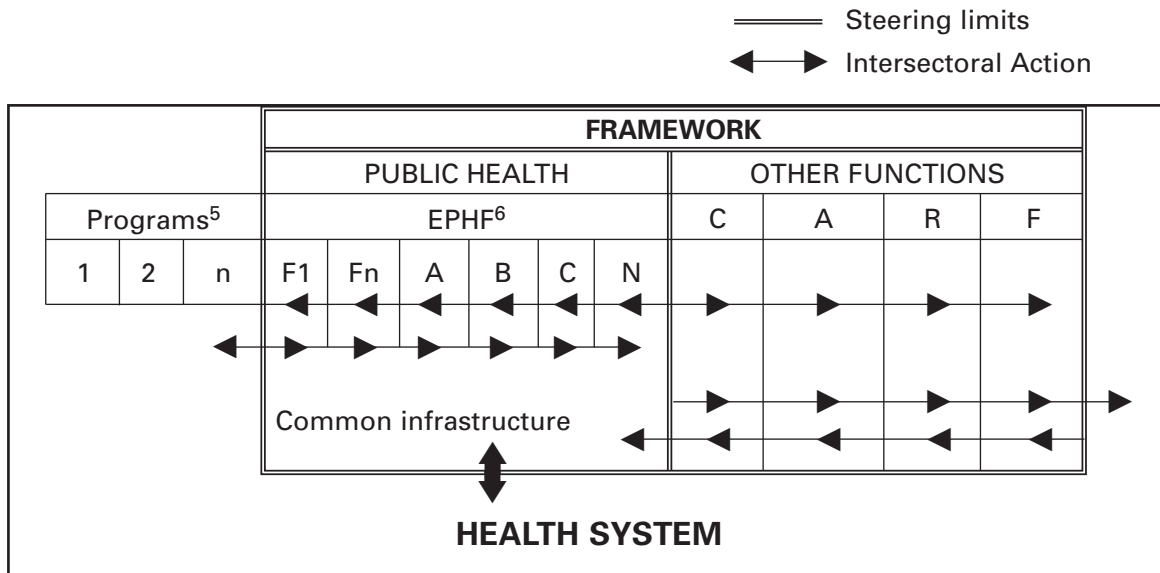 Steering limits
Intersectoral Action
FRAMEWORK
PUBLIC HEALTH OTHER FUNCTIONS
Programs⁵ EPHF⁶ C A R F
1 2 n F1 Fn A B C N
Common infrastructure
HEALTH SYSTEM